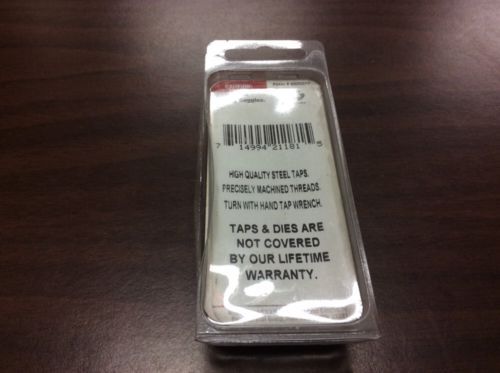 Goggles.
7 14994 21181 5
HIGH QUALITY STEEL TAPS.
PRECISELY MACHINED THREADS.
TURN WITH HAND TAP WRENCH.
TAPS & DIES ARE
NOT COVERED
BY OUR LIFETIME
WARRANTY.